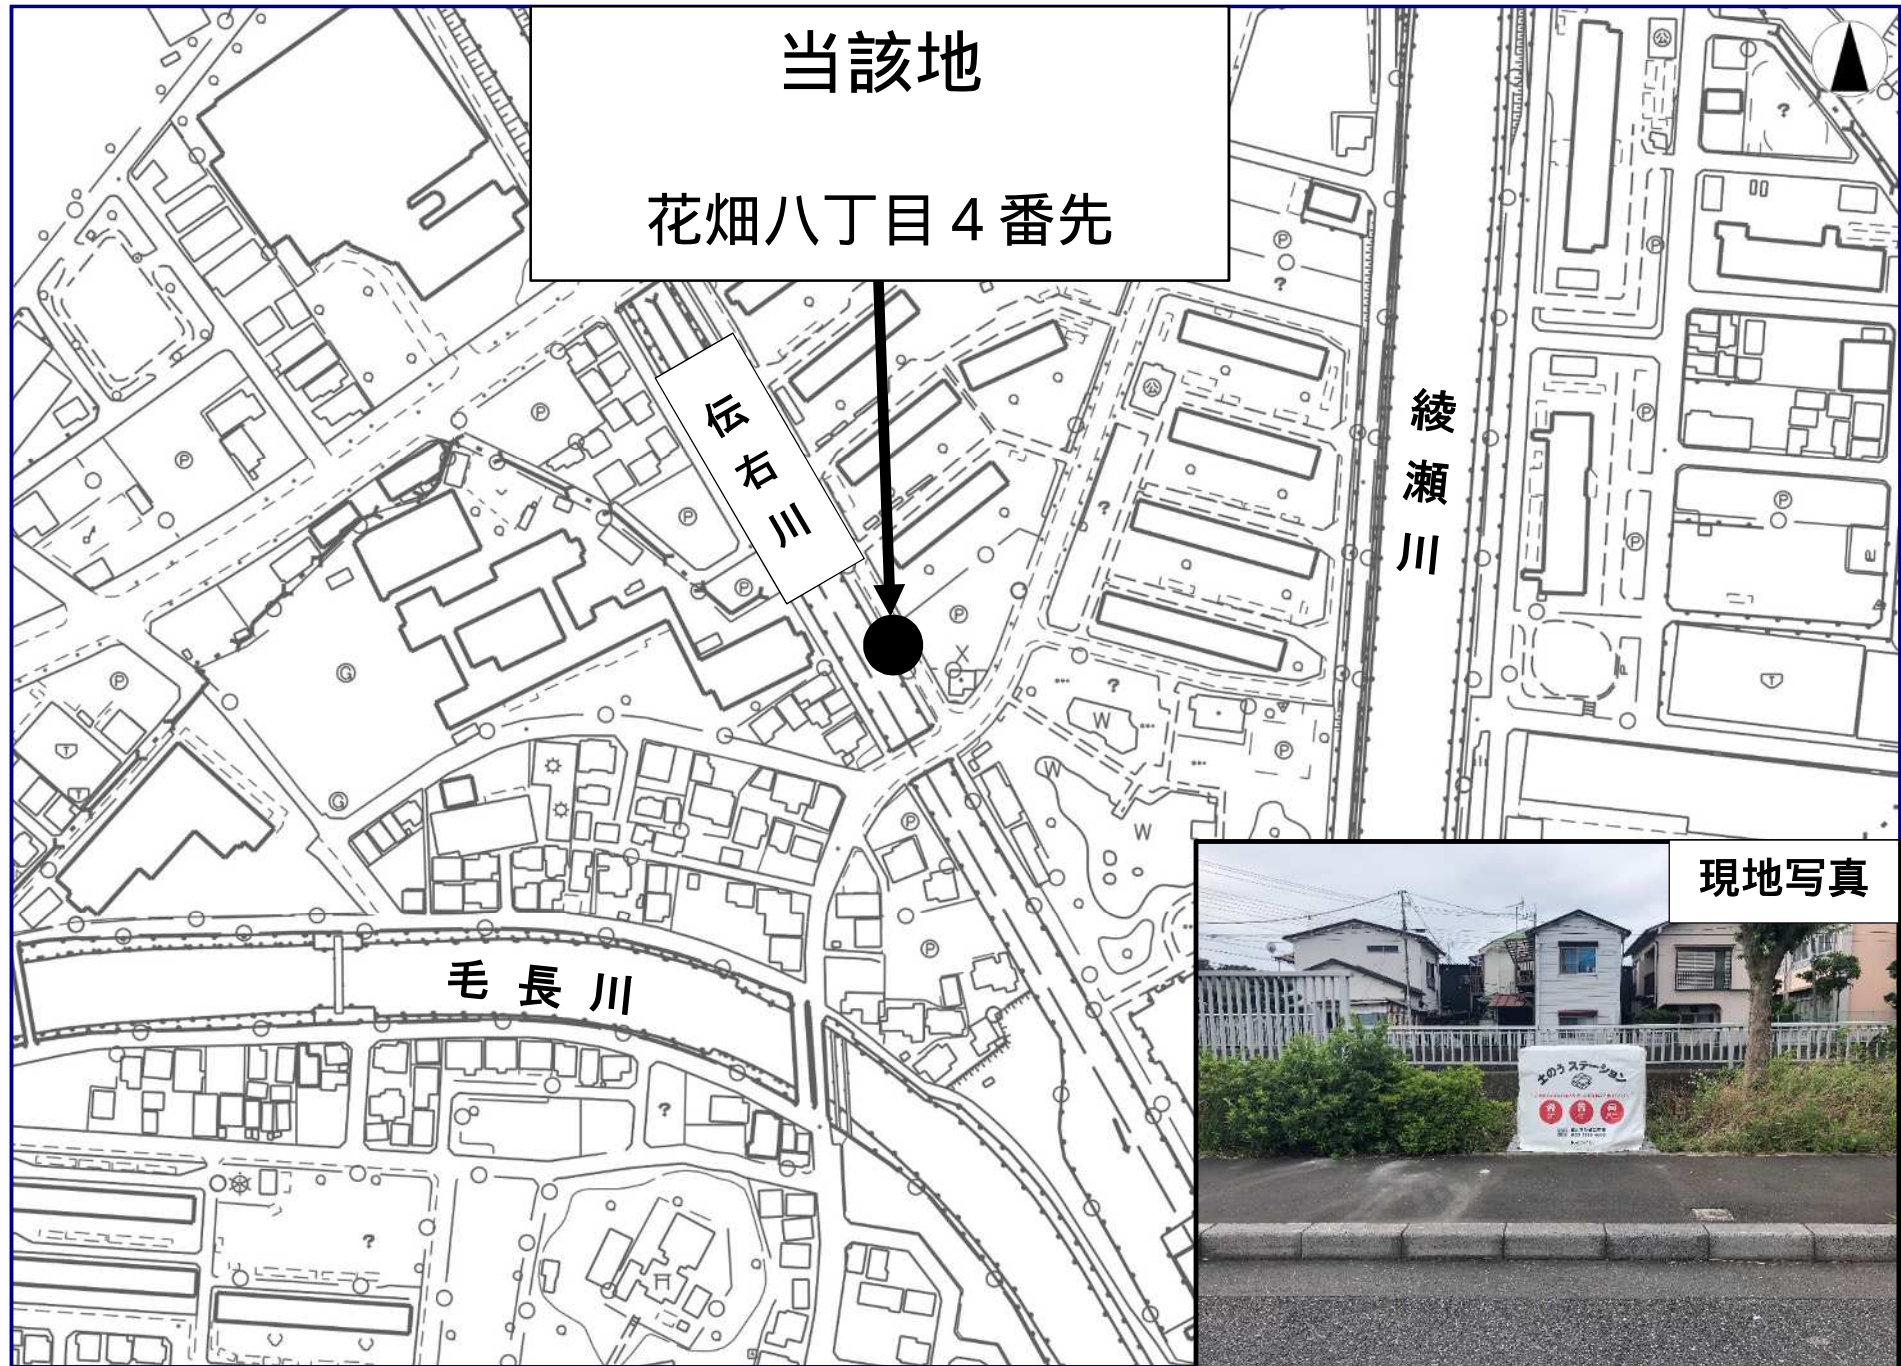 当該地
花畑八丁目4番先
伝右川
綾瀬川
毛長川
現地写真
土のう ステーション